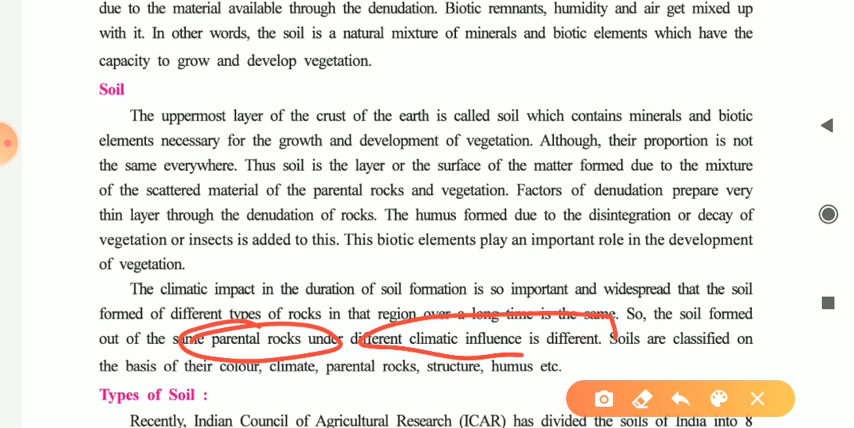 due to the material available through the denudation. Biotic remnants, humidity and air get mixed up
with it. In other words, the soil is a natural mixture of minerals and biotic elements which have the
capacity to grow and develop vegetation.
Soil
The uppermost layer of the crust of the earth is called soil which contains minerals and biotic
elements necessary for the growth and development of vegetation. Although, their proportion is not
the same everywhere. Thus soil is the layer or the surface of the matter formed due to the mixture
of the scattered material of the parental rocks and vegetation. Factors of denudation prepare very
thin layer through the denudation of rocks. The humus formed due to the disintegration or decay of
vegetation or insects is added to this. This biotic elements play an important role in the development
of vegetation.
The climatic impact in the duration of soil formation is so important and widespread that the soil
formed of different types of rocks in that region over a long time is the same. So, the soil formed
out of the same parental rocks under different climatic influence is different. Soils are classified on
the basis of their colour, climate, parental rocks, structure, humus etc.
Types of Soil :
Recently, Indian Council of Agricultural Research (ICAR) has divided the soils of India into 8